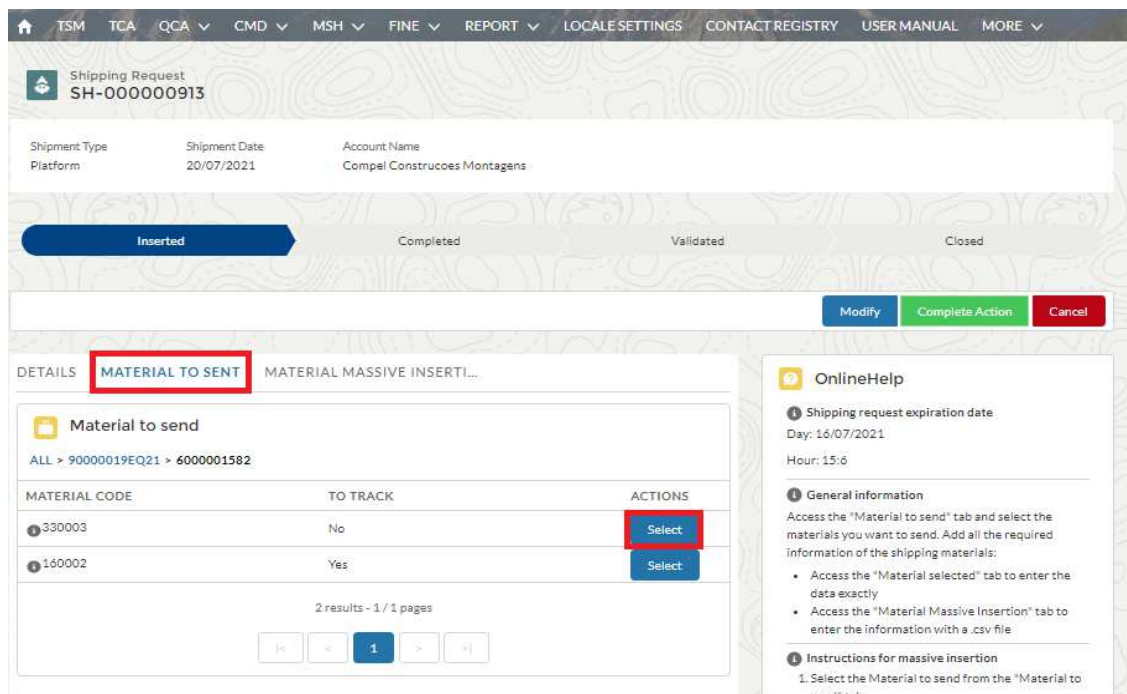 TSM TCA QCA CMD MSH FINE REPORT LOCALE SETTINGS CONTACT REGISTRY USER MANUAL MORE
Shipping Request
SH-000000913
Shipment Type Shipment Date Account Name
Platform 20/07/2021 Compel Construcoes Montagens
Inserted Completed Validated Closed
Modify Complete Action Cancel
DETAILS MATERIAL TO SENT MATERIAL MASSIVE INSERTI...
Material to send
ALL > 90000019EQ21 > 6000001582
MATERIAL CODE TO TRACK ACTIONS
330003 No Select
160002 Yes Select
2 results - 1 / 1 pages
|< < 1 > >|
OnlineHelp
Shipping request expiration date
Day: 16/07/2021
Hour: 15:6
General information
Access the "Material to send" tab and select the
materials you want to send. Add all the required
information of the shipping materials:
• Access the "Material selected" tab to enter the
data exactly
• Access the "Material Massive Insertion" tab to
enter the information with a .csv file
Instructions for massive insertion
1. Select the Material to send from the "Material to